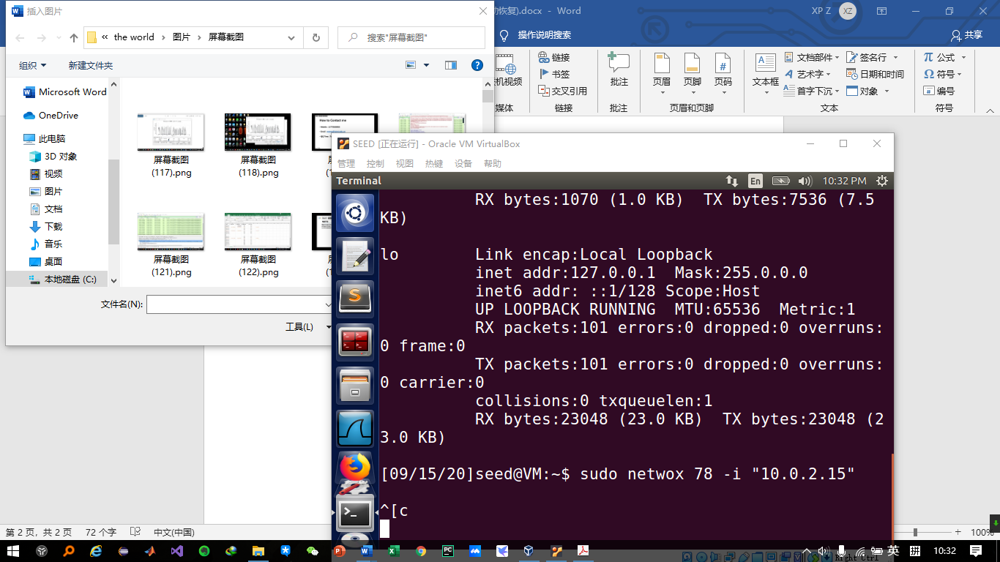 插入图片
动恢复).docx - Word
XP Z
XZ
« the world › 图片 › 屏幕截图
搜索"屏幕截图"
操作说明搜索
共享
组织
新建文件夹
Microsoft Word
OneDrive
此电脑
3D 对象
视频
图片
文档
下载
音乐
桌面
本地磁盘 (C:)
屏幕截图
(117).png
屏幕截图
(118).png
屏幕截图
(121).png
屏幕截图
(122).png
文件名(N):
工具(L)
机视频
媒体
链接
书签
交叉引用
链接
批注
批注
页眉
页脚
页码
页眉和页脚
文本框
文档部件
艺术字
首字下沉
签名行
日期和时间
对象
文本
公式
符号
编号
符号
SEED [正在运行] - Oracle VM VirtualBox
管理 控制 视图 热键 设备 帮助
Terminal
En
10:32 PM
RX bytes:1070 (1.0 KB)  TX bytes:7536 (7.5
KB)
lo        Link encap:Local Loopback
inet addr:127.0.0.1  Mask:255.0.0.0
inet6 addr: ::1/128 Scope:Host
UP LOOPBACK RUNNING  MTU:65536  Metric:1
RX packets:101 errors:0 dropped:0 overruns:
0 frame:0
TX packets:101 errors:0 dropped:0 overruns:
0 carrier:0
collisions:0 txqueuelen:1
RX bytes:23048 (23.0 KB)  TX bytes:23048 (2
3.0 KB)
[09/15/20]seed@VM:~$ sudo netwox 78 -i "10.0.2.15"
^[c
第 2 页，共 2 页
72 个字
中文(中国)
100%
Right Ctrl
英
拼
10:32